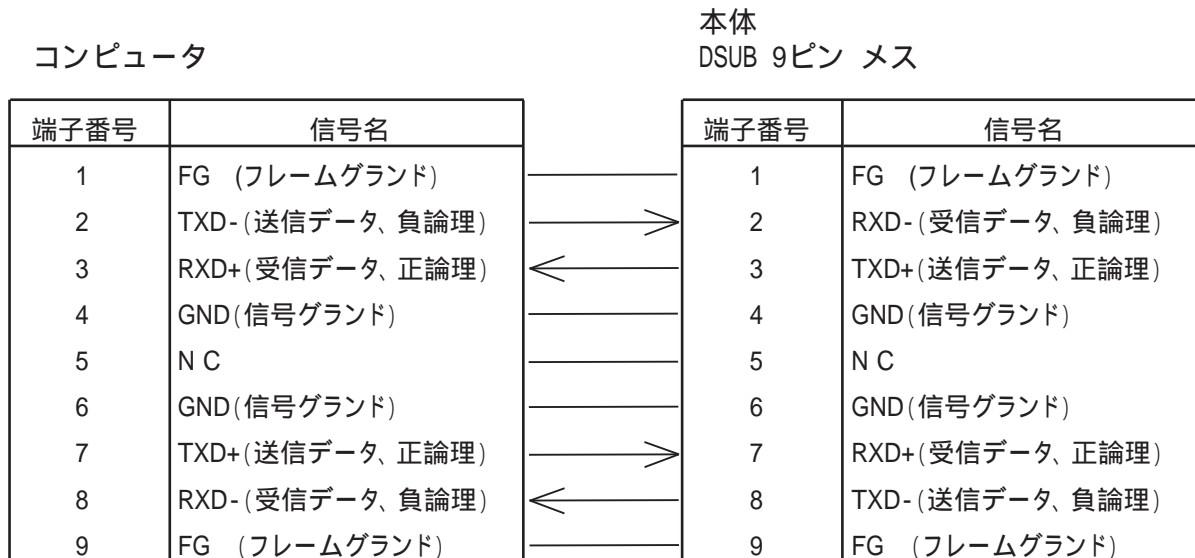 本体
コンピュータ
DSUB 9ピン メス
端子番号 信号名 端子番号 信号名
1 FG (フレームグランド) 1 FG (フレームグランド)
2 TXD-(送信データ、負論理) 2 RXD-(受信データ、負論理)
3 RXD+(受信データ、正論理) 3 TXD+(送信データ、正論理)
4 GND(信号グランド) 4 GND(信号グランド)
5 N C 5 N C
6 GND(信号グランド) 6 GND(信号グランド)
7 TXD+(送信データ、正論理) 7 RXD+(受信データ、正論理)
8 RXD-(受信データ、負論理) 8 TXD-(送信データ、負論理)
9 FG (フレームグランド) 9 FG (フレームグランド)